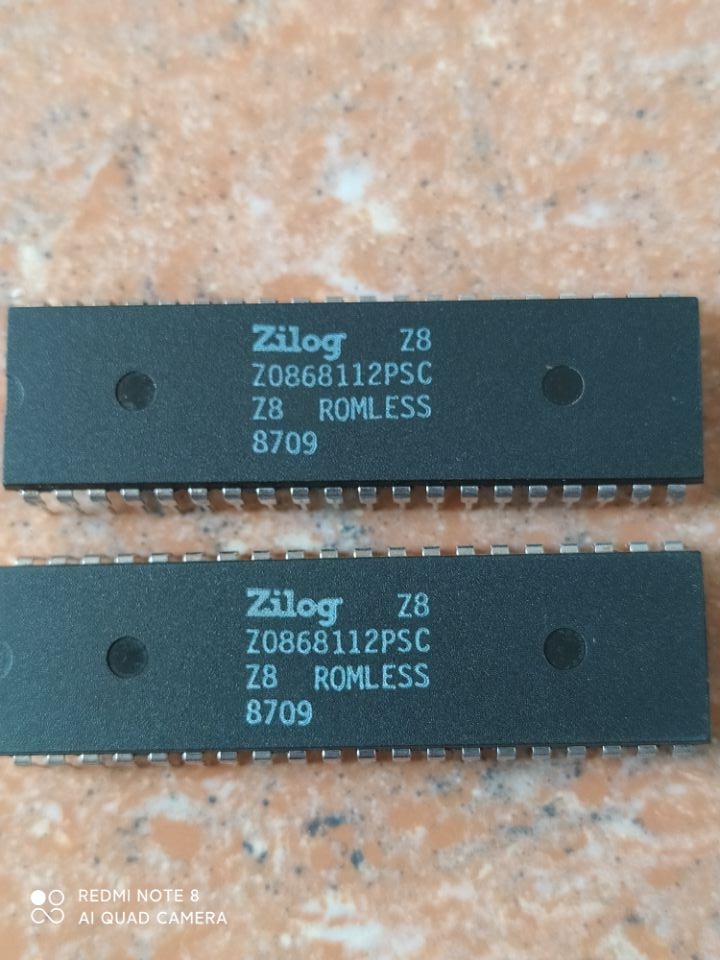 Zilog Z8
Z0868112PSC
Z8 ROMLESS
8709
Zilog Z8
Z0868112PSC
Z8 ROMLESS
8709
REDMI NOTE 8
AI QUAD CAMERA